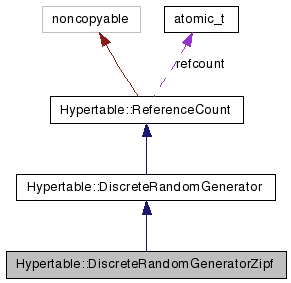 noncopyable
atomic_t
refcount
Hypertable::ReferenceCount
Hypertable::DiscreteRandomGenerator
Hypertable::DiscreteRandomGeneratorZipf